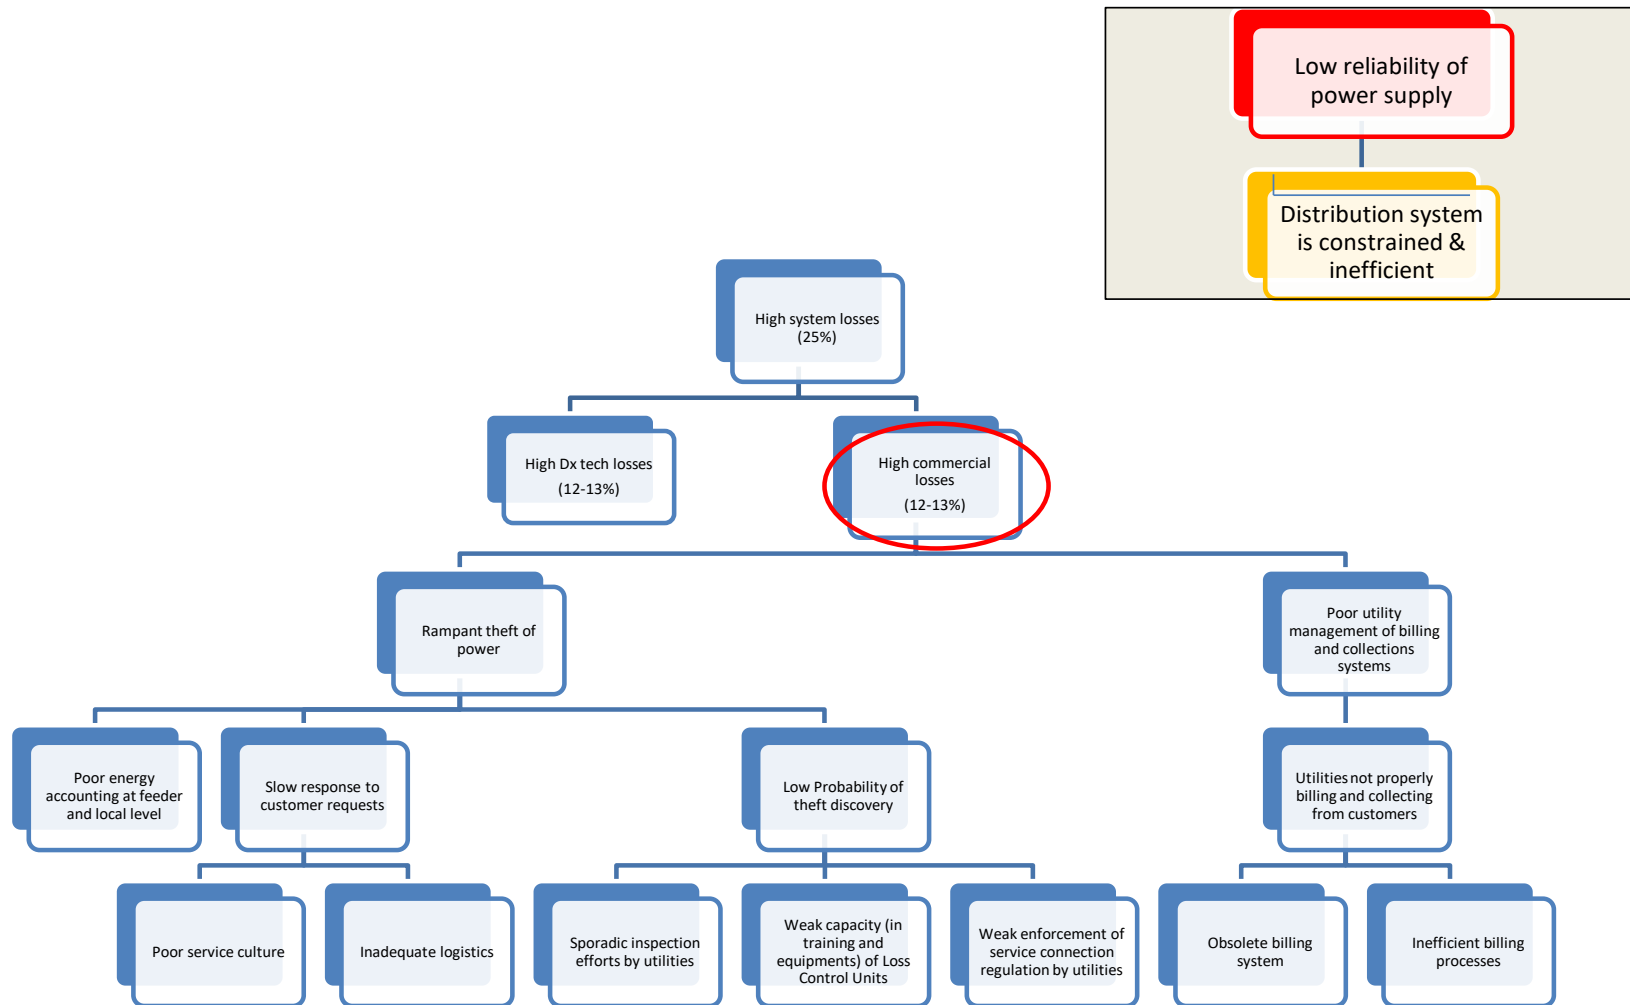 Low reliability of
power supply
Distribution system
is constrained &
inefficient
High system losses
(25%)
High Dx tech losses
(12-13%)
High commercial
losses
(12-13%)
Rampant theft of
power
Poor utility
management of billing
and collections
systems
Poor energy
accounting at feeder
and local level
Slow response to
customer requests
Low Probability of
theft discovery
Utilities not properly
billing and collecting
from customers
Poor service culture
Inadequate logistics
Sporadic inspection
efforts by utilities
Weak capacity (in
training and
equipments) of Loss
Control Units
Weak enforcement of
service connection
regulation by utilities
Obsolete billing
system
Inefficient billing
processes